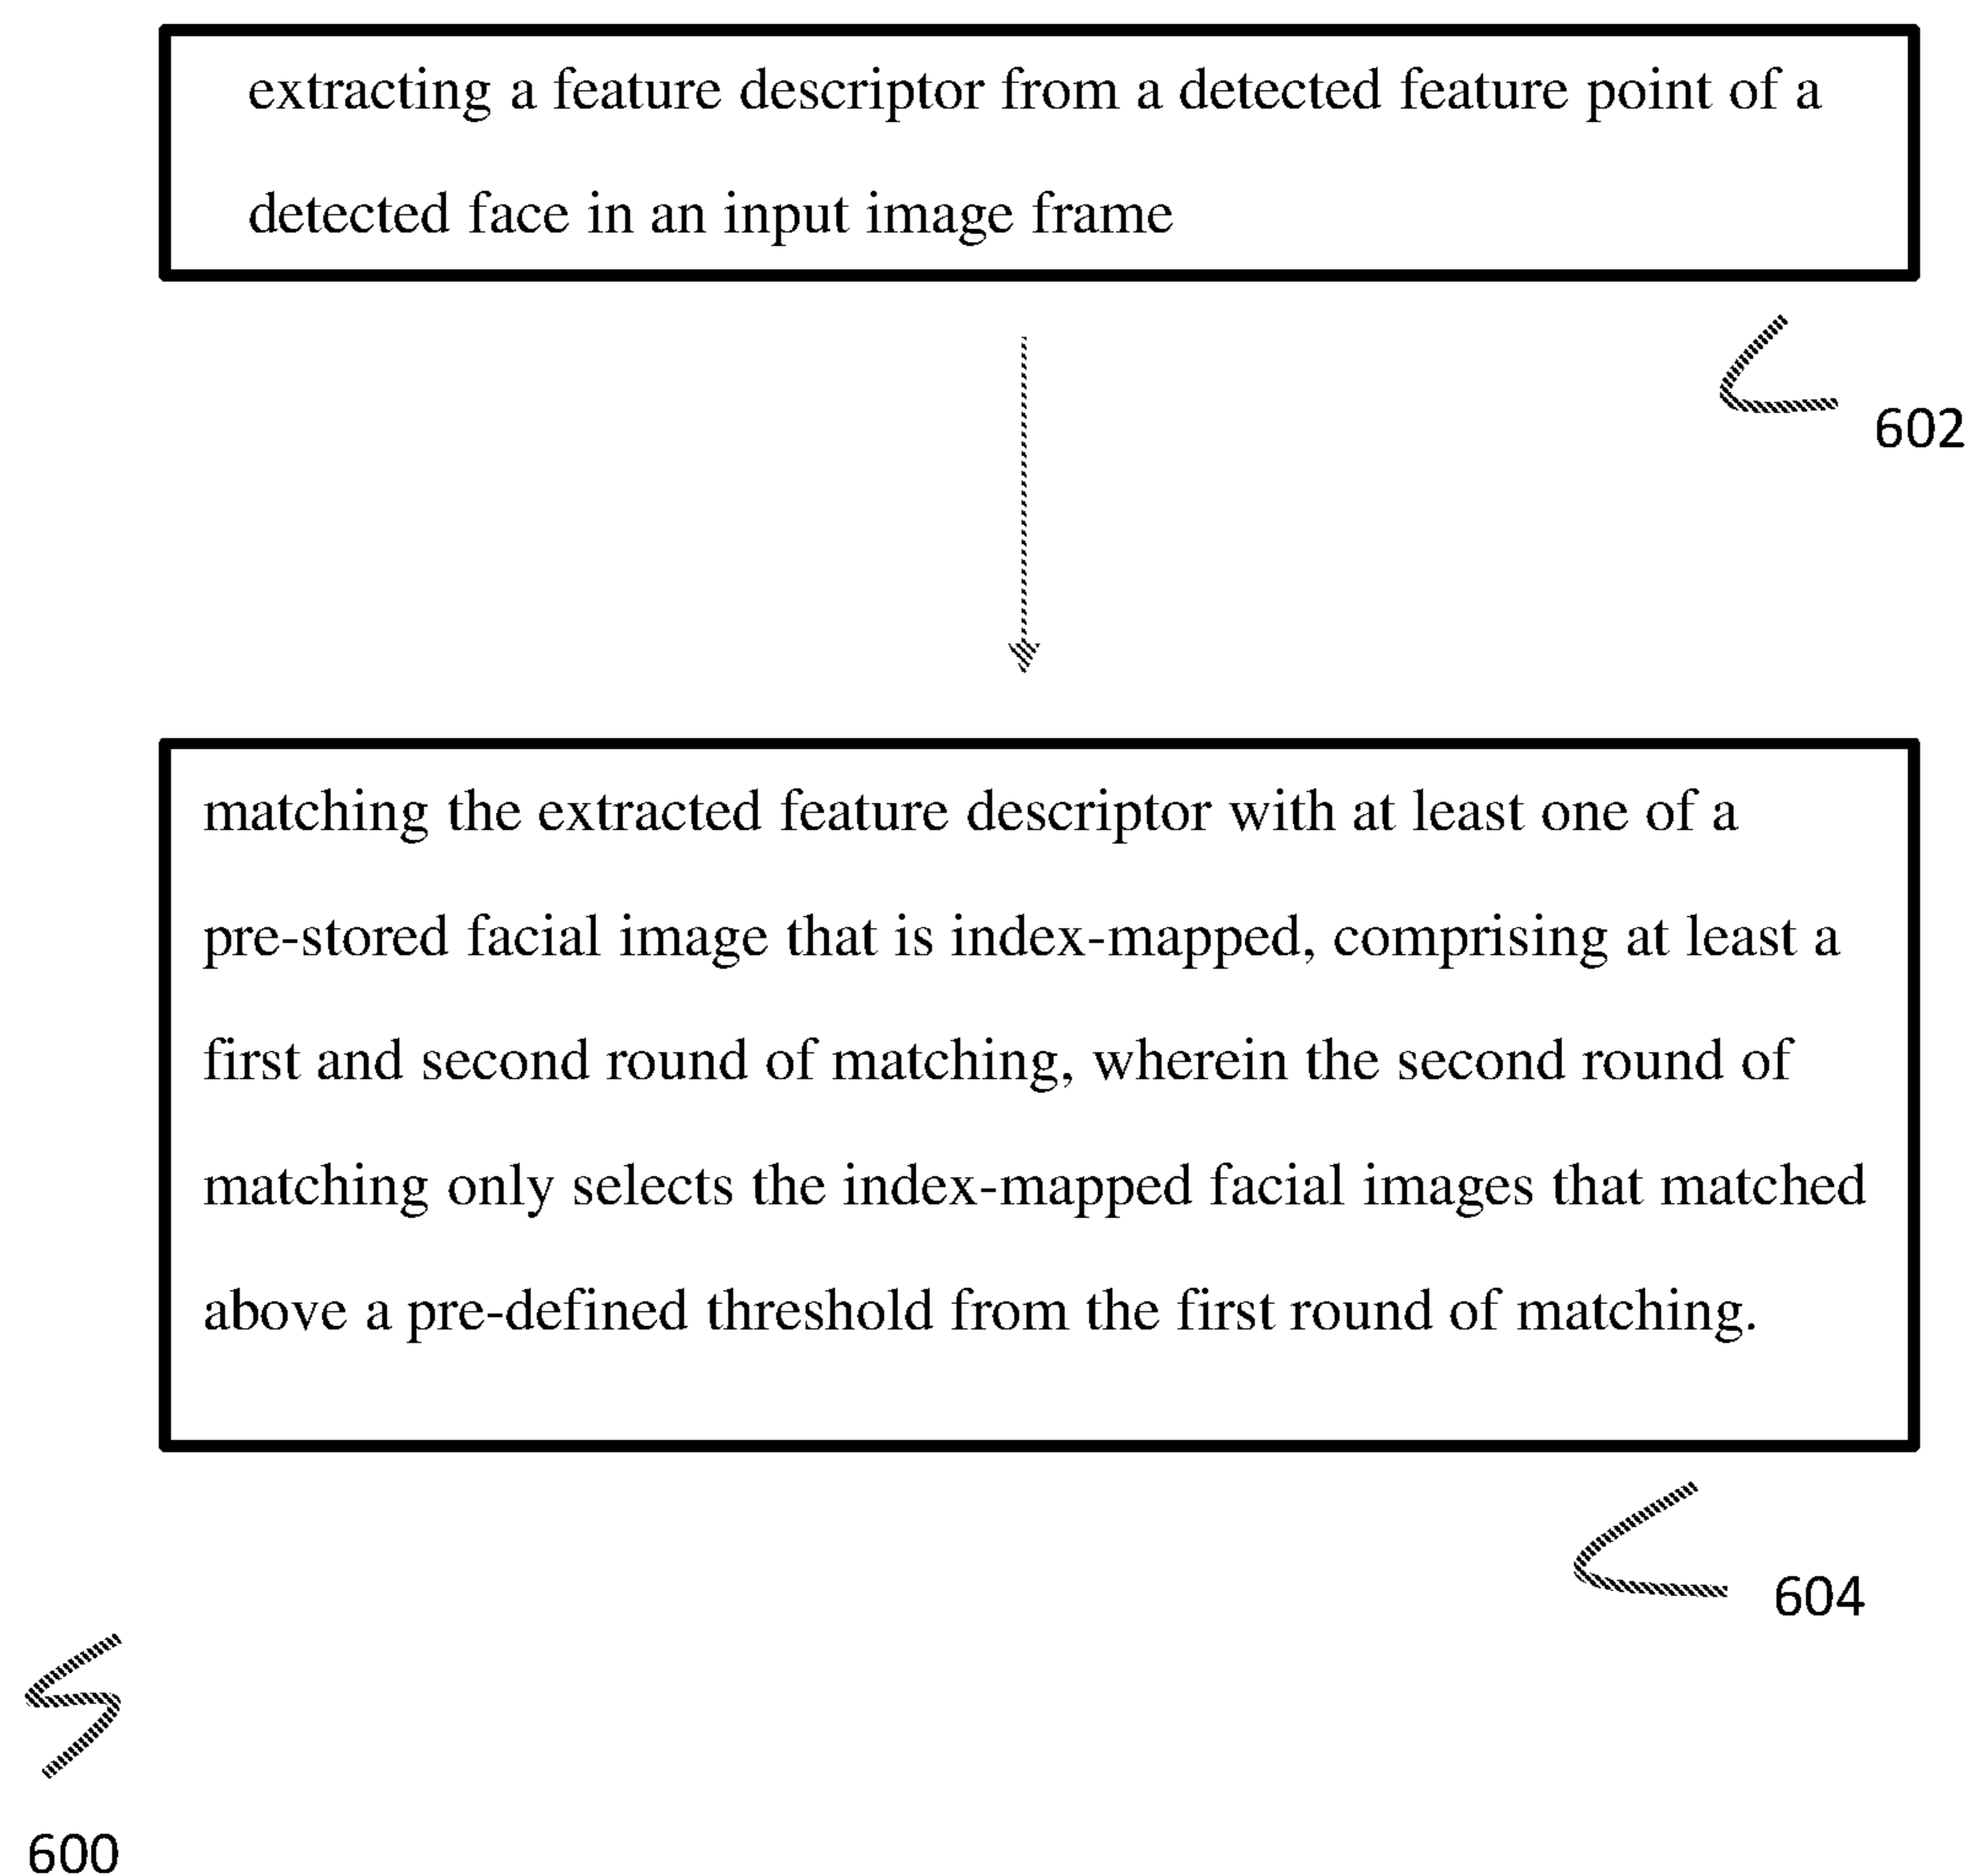 extracting a feature descriptor from a detected feature point of a
detected face in an input image frame
602
matching the extracted feature descriptor with at least one of a
pre-stored facial image that is index-mapped, comprising at least a
first and second round of matching, wherein the second round of
matching only selects the index-mapped facial images that matched
above a pre-defined threshold from the first round of matching.
604
600